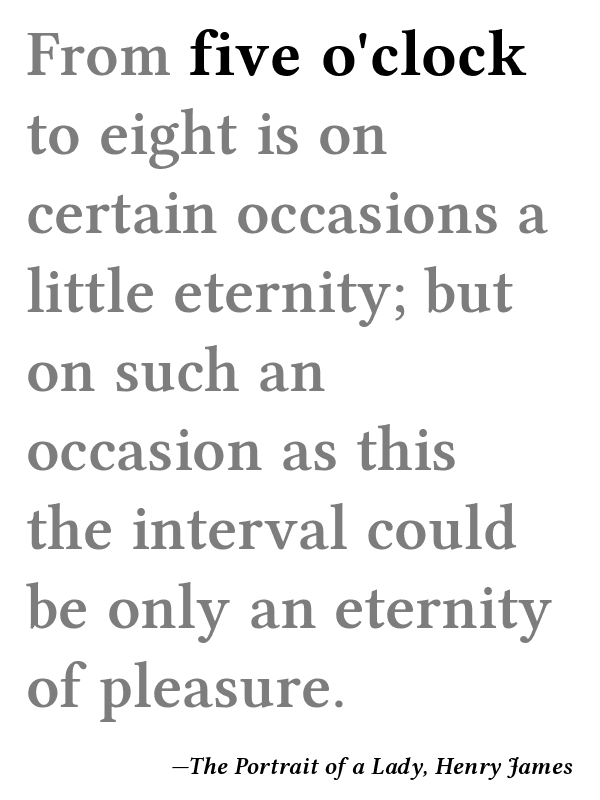 From five o'clock
to eight is on
certain occasions a
little eternity; but
on such an
occasion as this
the interval could
be only an eternity
of pleasure.
—The Portrait of a Lady, Henry James